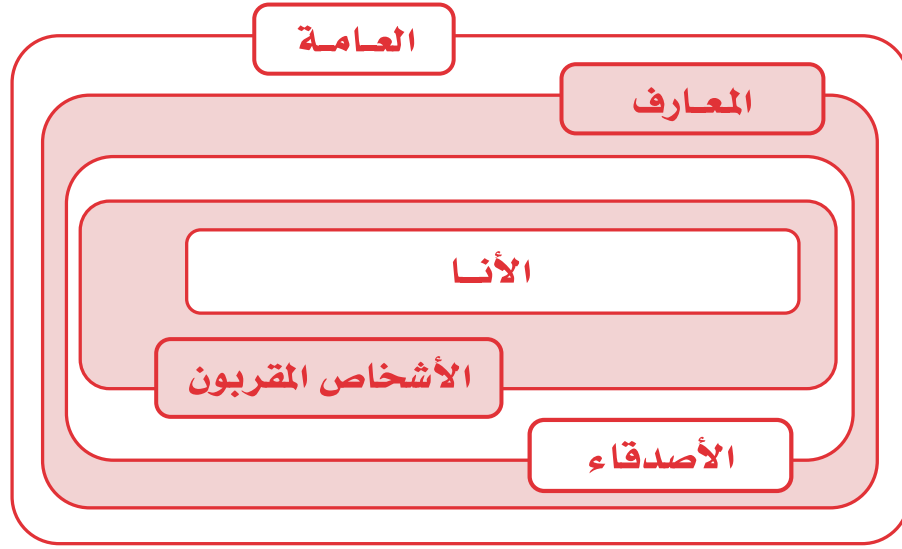 العامة
المعارف
الأنا
الأشخاص المقربون
الأصدقاء